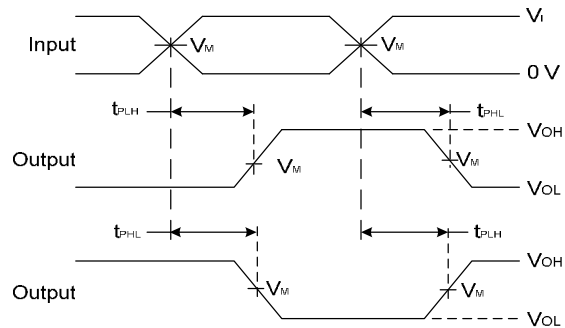 VI
Input VM VM
0 V
tPLH tPHL
VOH
Output VM VM
VOL
tPHL tPLH
VOH
Output VM VM
VOL